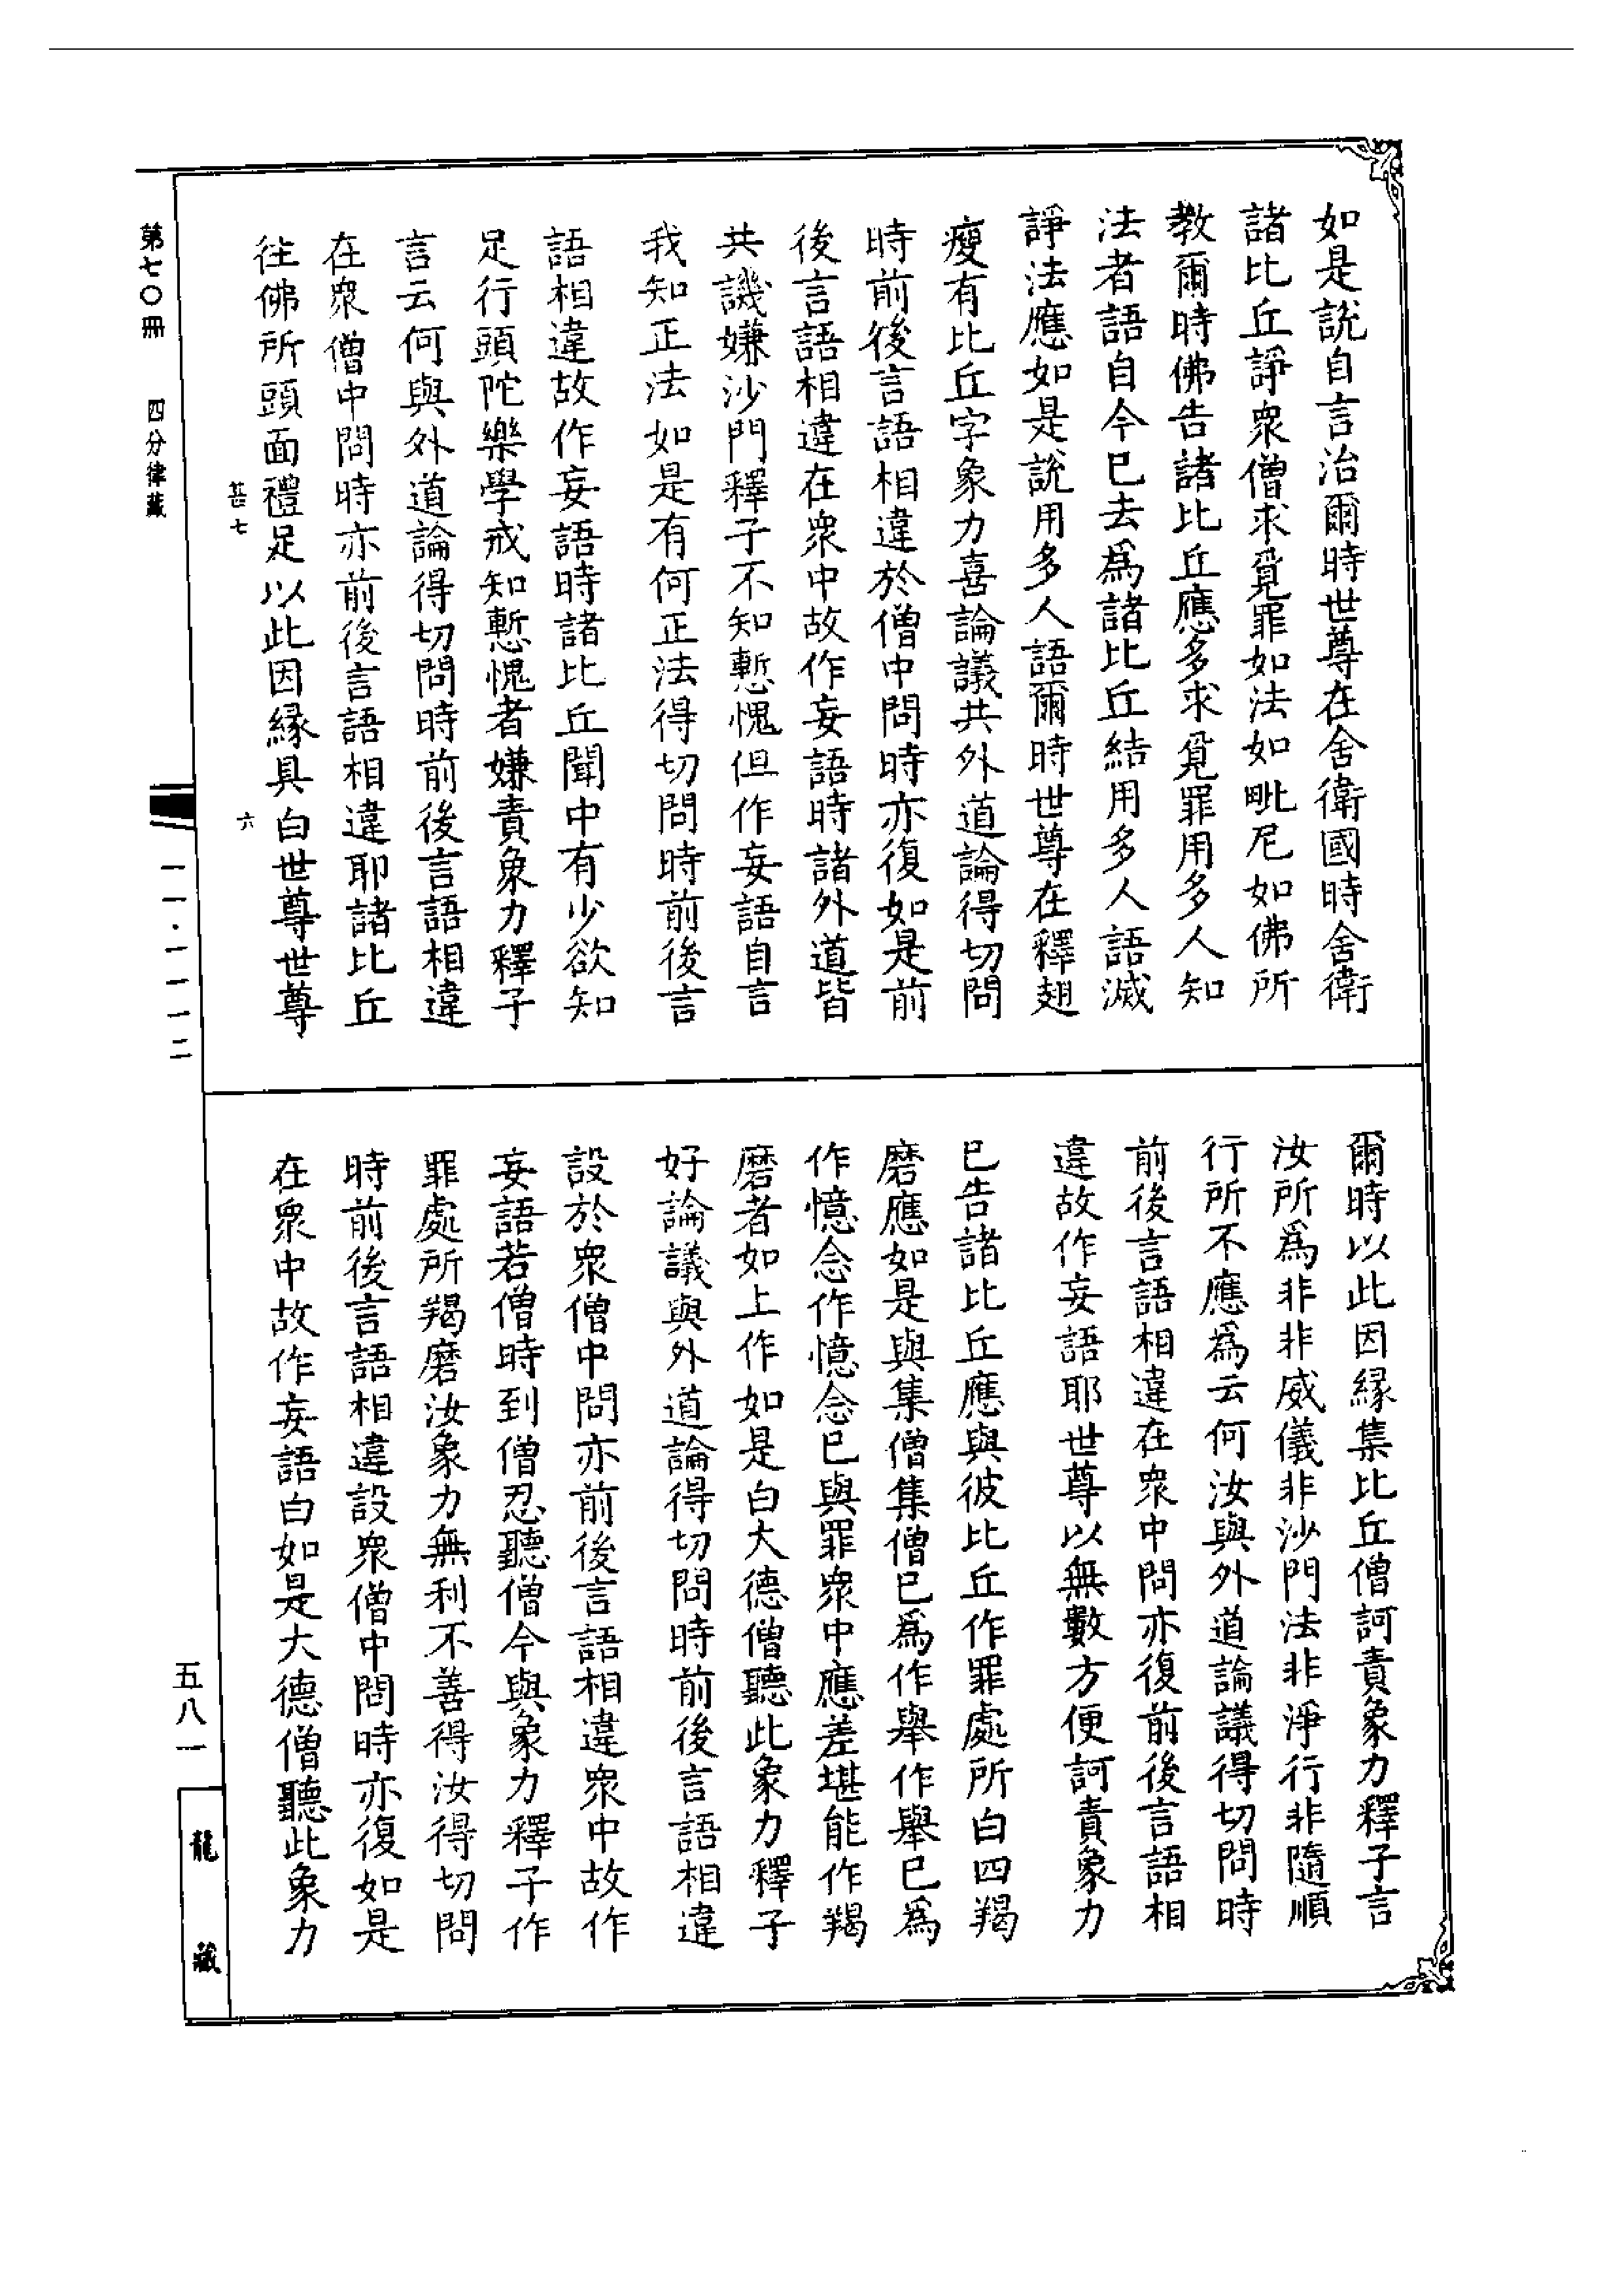 如是說自言治爾時世尊在舍衛國時舍衛
諸比丘諍衆僧求覓罪如法如毗尼如佛所
教爾時佛告諸比丘應多求覓罪用多人知
法者語自今已去爲諸比丘結用多人語滅
諍法應如是說用多人語爾時世尊在釋翅
瘦有比丘字象力喜論議共外道論得切問
時前後言語相違於僧中問時亦復如是前
後言語相違在衆中故作妄語時諸外道皆
共譏嫌沙門釋子不知慙愧但作妄語自言
我知正法如是有何正法得切問時前後言
語相違故作妄語時諸比丘聞中有少欲知
足行頭陀樂學戒知慙愧者嫌責象力釋子
言云何與外道論得切問時前後言語相違
在衆僧中問時亦前後言語相違耶諸比丘
往佛所頭面禮足以此因緣具白世尊世尊
甚七 六
第七〇冊 四分律藏 一一·一一一二
爾時以此因緣集比丘僧訶責象力釋子言
汝所爲非非威儀非沙門法非淨行非隨順
行所不應爲云何汝與外道論議得切問時
前後言語相違在衆中問亦復前後言語相
違故作妄語耶世尊以無數方便訶責象力
已告諸比丘應與彼比丘作罪處所白四羯
磨應如是與集僧集僧已爲作舉作舉已爲
作憶念作憶念已與罪衆中應差堪能作羯
磨者如上作如是白大德僧聽此象力釋子
好論議與外道論得切問時前後言語相違
設於衆僧中問亦前後言語相違衆中故作
妄語若僧時到僧忍聽僧今與象力釋子作
罪處所羯磨汝象力無利不善得汝得切問
時前後言語相違設衆僧中問時亦復如是
在衆中故作妄語白如是大德僧聽此象力
五八一
龍藏